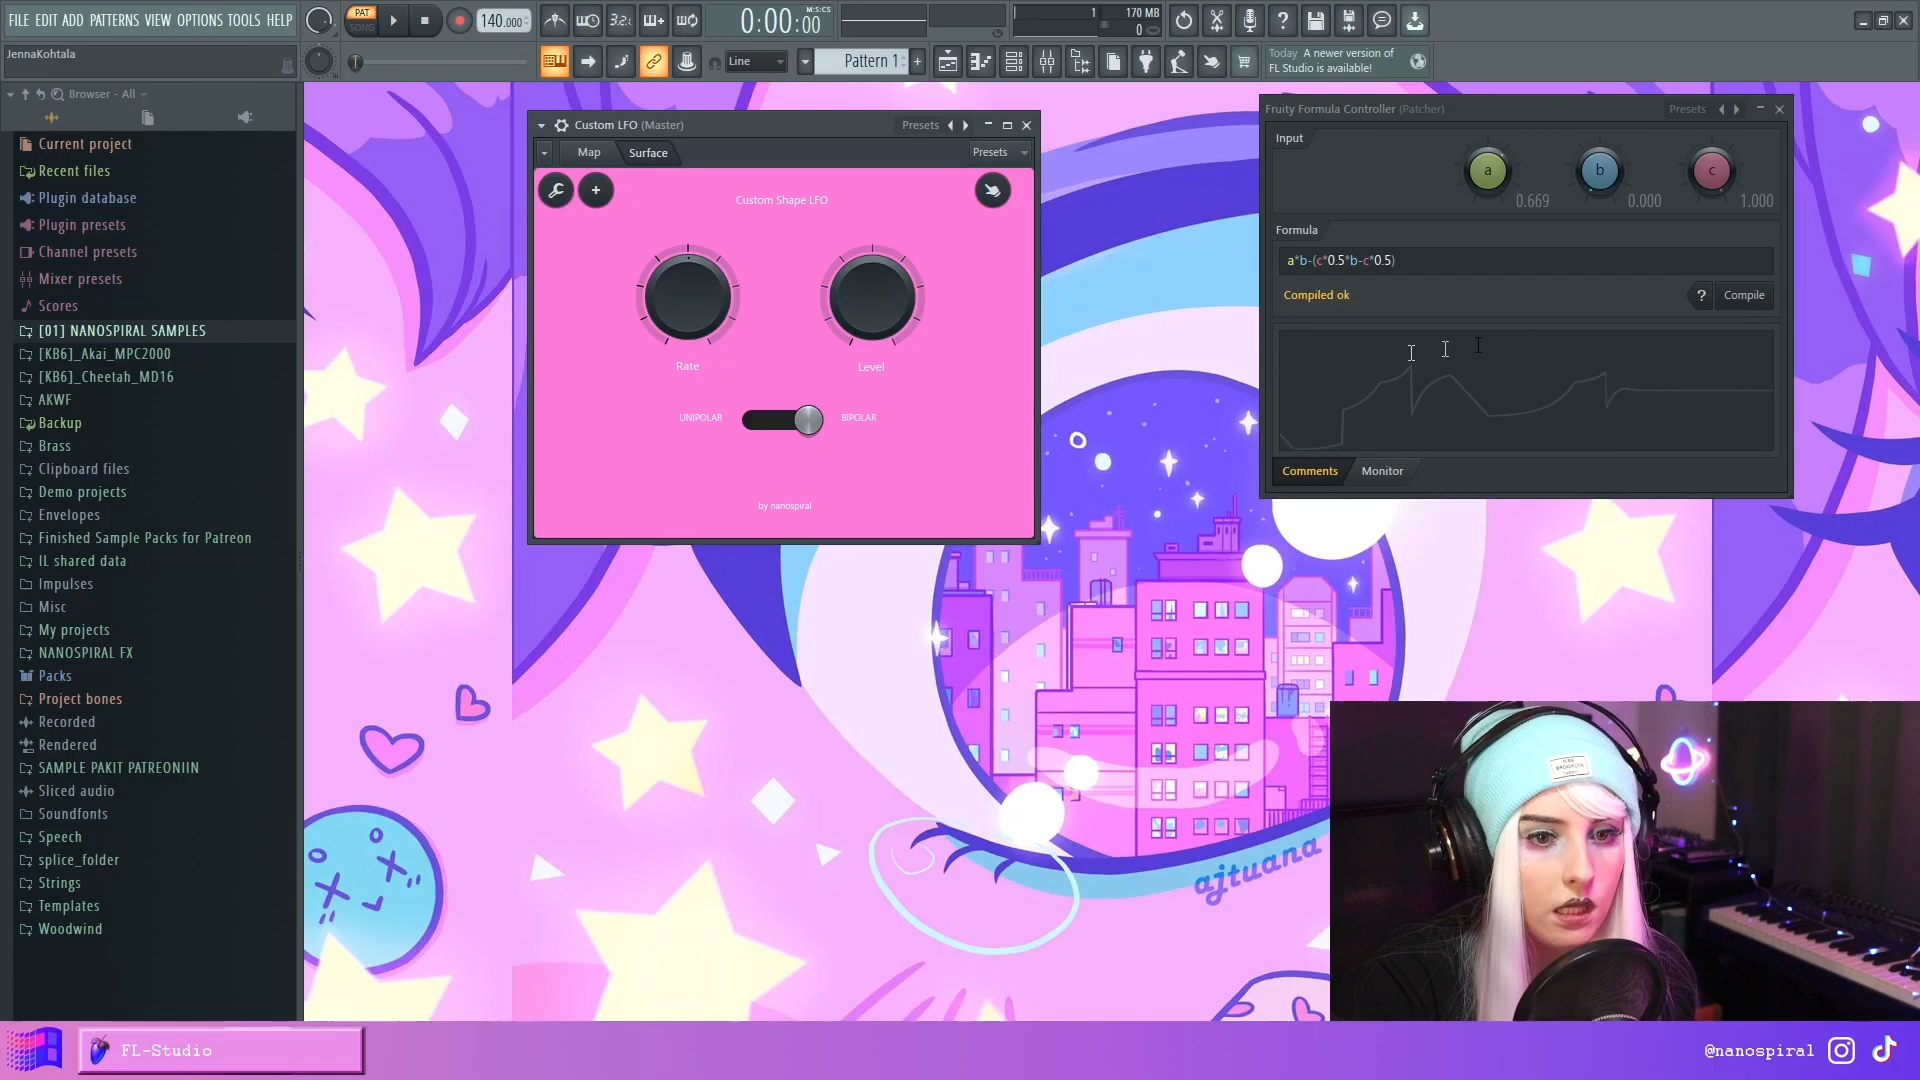 FILE EDIT ADD PATTERNS VIEW OPTIONS TOOLS HELP
PAT
SONG
140.000
3.2
0:00:00
M:S:CS
1
170 MB
0
JennaKohtala
Line
Pattern 1
Today A newer version of
FL Studio is available!
Browser - All
Current project
Recent files
Plugin database
Plugin presets
Channel presets
Mixer presets
Scores
[01] NANOSPIRAL SAMPLES
[KB6]_Akai_MPC2000
[KB6]_Cheetah_MD16
AKWF
Backup
Brass
Clipboard files
Demo projects
Envelopes
Finished Sample Packs for Patreon
IL shared data
Impulses
Misc
My projects
NANOSPIRAL FX
Packs
Project bones
Recorded
Rendered
SAMPLE PAKIT PATREONIIN
Sliced audio
Soundfonts
Speech
splice_folder
Strings
Templates
Woodwind
Custom LFO (Master)
Presets
Map
Surface
Presets
Custom Shape LFO
Rate
Level
UNIPOLAR
BIPOLAR
by nanospiral
Fruity Formula Controller (Patcher)
Presets
Input
a
b
c
0.669
0.000
1.000
Formula
a*b-(c*0.5*b-c*0.5)
Compiled ok
?
Compile
Comments
Monitor
ajtuana
BROOKLYN
FL-Studio
@nanospiral